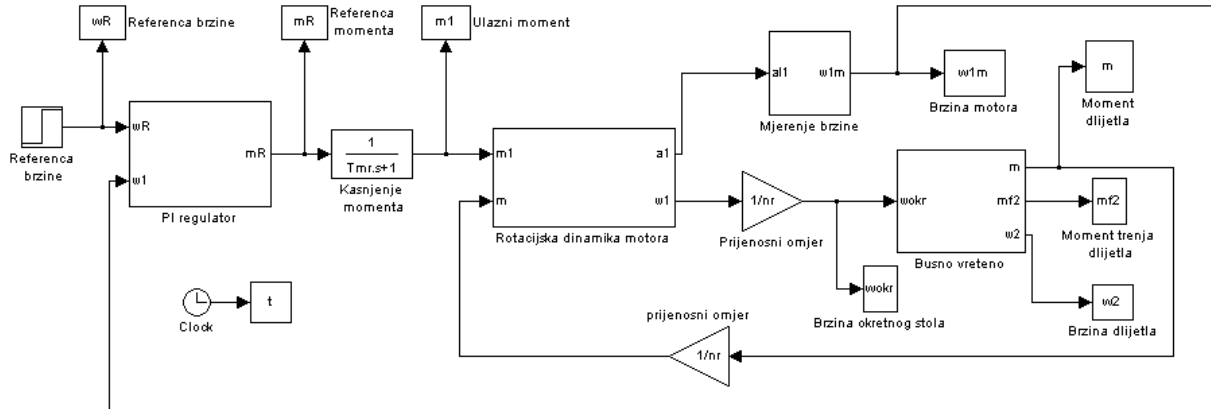 wR
Referenca brzine
mR
Referenca
momenta
m1
Ulazni moment
Referenca
brzine
wR
w1
mR
PI regulator
1
Tmr.s+1
Kasnjenje
momenta
m1
m
a1
w1
Rotacijska dinamika motora
al1
w1m
Mjerenje brzine
w1m
Brzina motora
m
Moment
dlijetla
1/nr
Prijenosni omjer
wokr
m
mf2
w2
Busno vreteno
mf2
Moment trenja
dlijetla
wokr
Brzina okretnog stola
w2
Brzina dlijetla
Clock
t
prijenosni omjer
1/nr